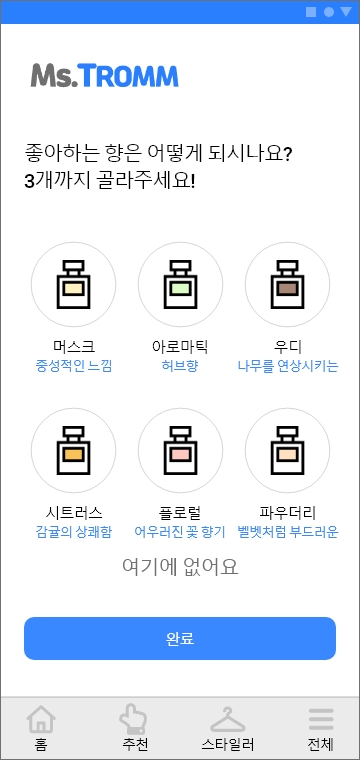 Ms.TROMM
좋아하는 향은 어떻게 되시나요?
3개까지 골라주세요!
머스크
아로마틱
우디
중성적인 느낌
허브향
나무를 연상시키는
시트러스
플로럴
파우더리
감귤의 상쾌함
어우러진 꽃 향기
벨벳처럼 부드러운
여기에 없어요
완료
홈
추천
스타일러
전체